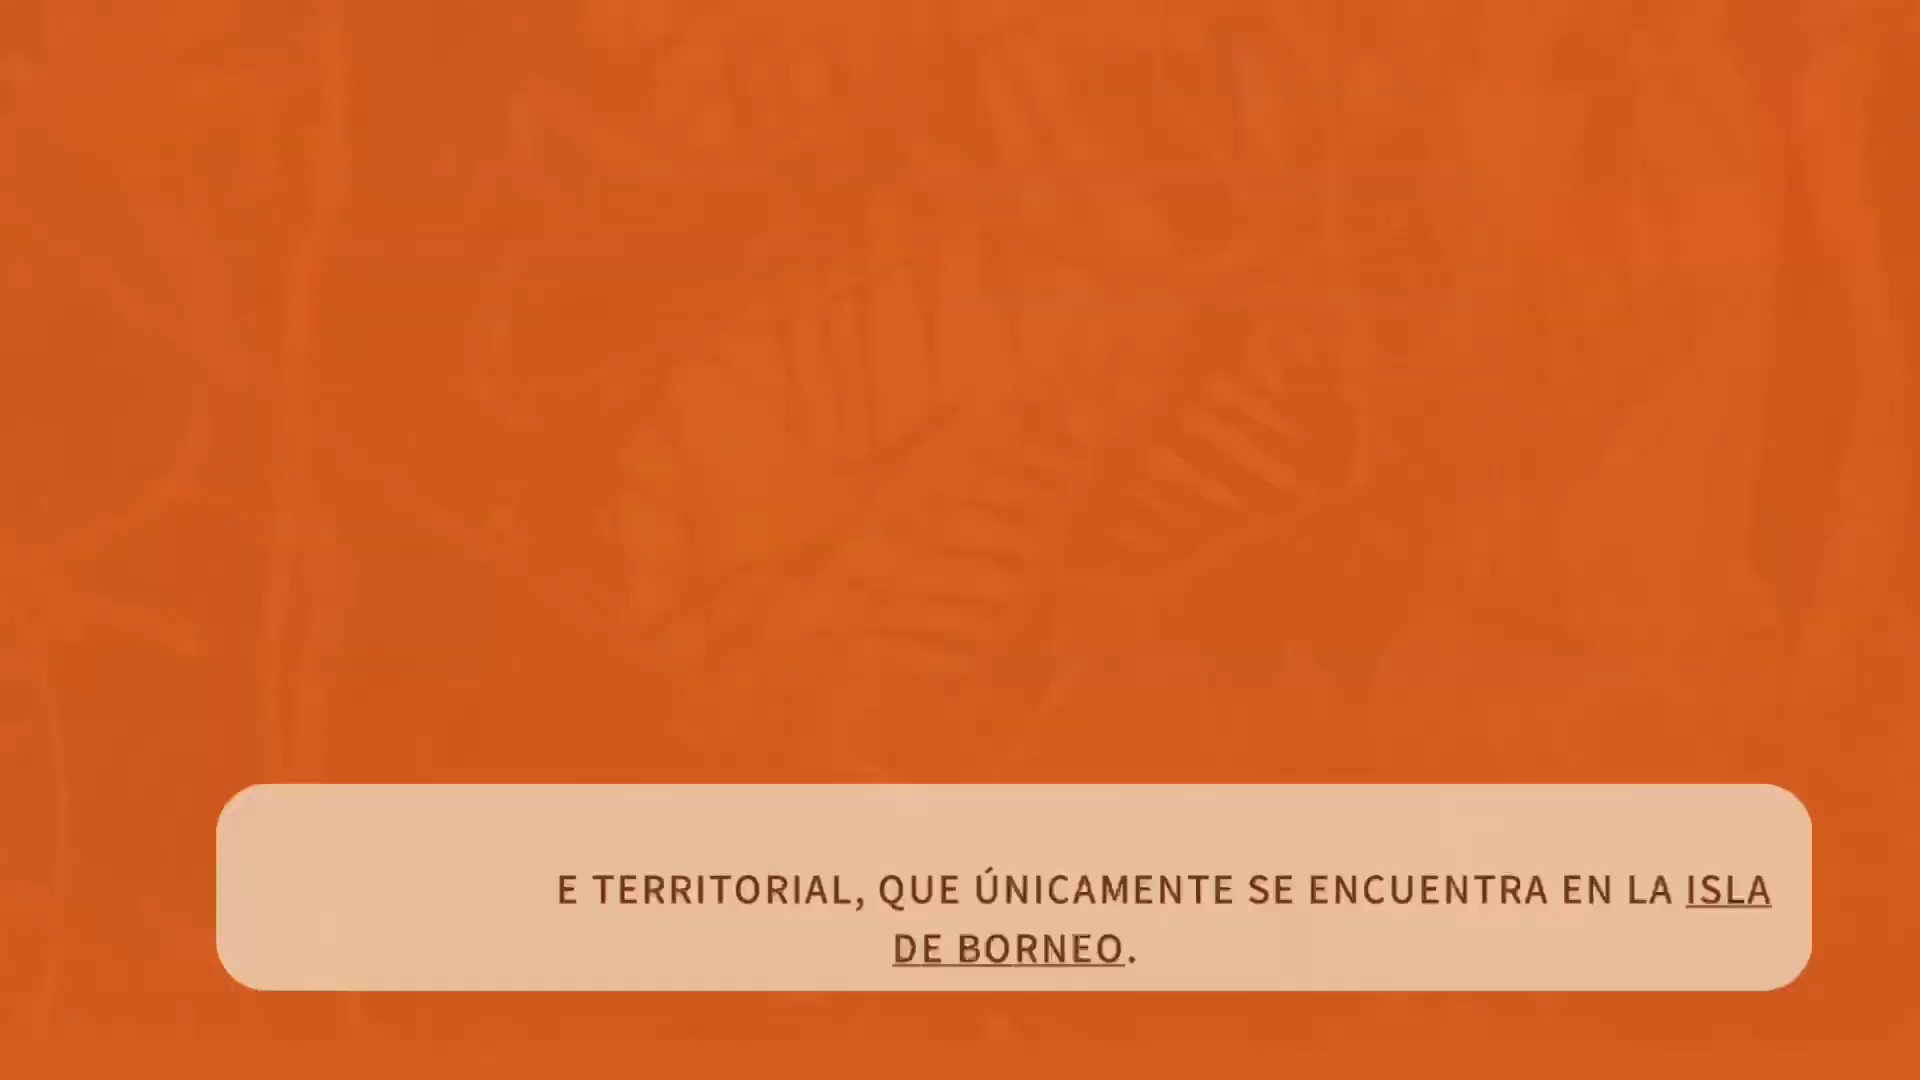 E TERRITORIAL, QUE ÚNICAMENTE SE ENCUENTRA EN LA ISLA
DE BORNEO.